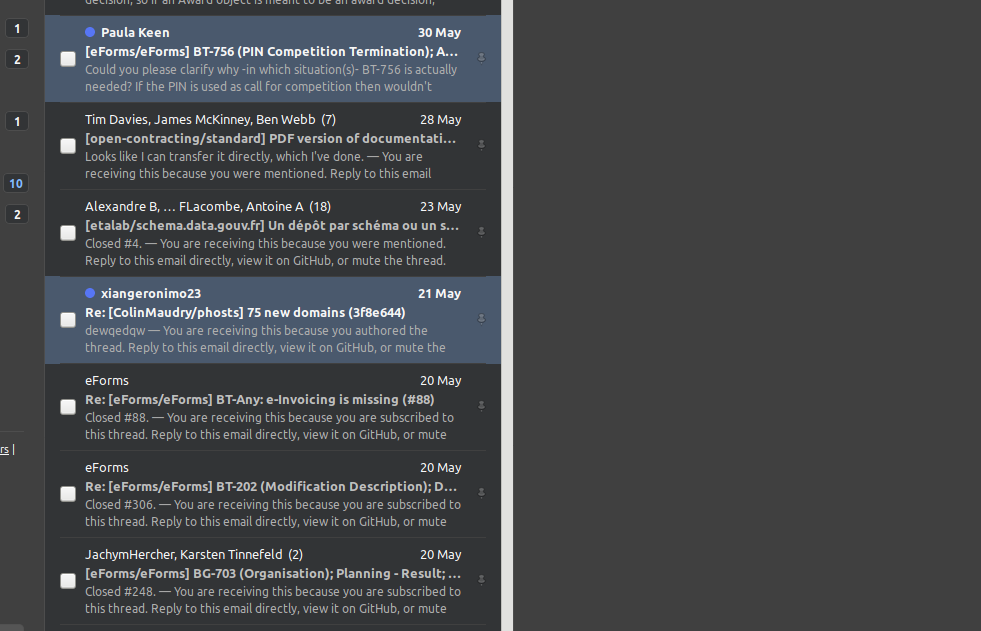 decision, so if an Award object is meant to be an award decision,
1
2
1
10
2
rs |
Paula Keen 30 May
[eForms/eForms] BT-756 (PIN Competition Termination); A…
Could you please clarify why -in which situation(s)- BT-756 is actually
needed? If the PIN is used as call for competition then wouldn't
Tim Davies, James McKinney, Ben Webb (7) 28 May
[open-contracting/standard] PDF version of documentati…
Looks like I can transfer it directly, which I've done. — You are
receiving this because you were mentioned. Reply to this email
Alexandre B, … FLacombe, Antoine A (18) 23 May
[etalab/schema.data.gouv.fr] Un dépôt par schéma ou un s…
Closed #4. — You are receiving this because you were mentioned.
Reply to this email directly, view it on GitHub, or mute the thread.
xiangeronimo23 21 May
Re: [ColinMaudry/phosts] 75 new domains (3f8e644)
dewqedqw — You are receiving this because you authored the
thread. Reply to this email directly, view it on GitHub, or mute the
eForms 20 May
Re: [eForms/eForms] BT-Any: e-Invoicing is missing (#88)
Closed #88. — You are receiving this because you are subscribed to
this thread. Reply to this email directly, view it on GitHub, or mute
eForms 20 May
Re: [eForms/eForms] BT-202 (Modification Description); D…
Closed #306. — You are receiving this because you are subscribed to
this thread. Reply to this email directly, view it on GitHub, or mute
JachymHercher, Karsten Tinnefeld (2) 20 May
[eForms/eForms] BG-703 (Organisation); Planning - Result; …
Closed #248. — You are receiving this because you are subscribed to
this thread. Reply to this email directly, view it on GitHub, or mute